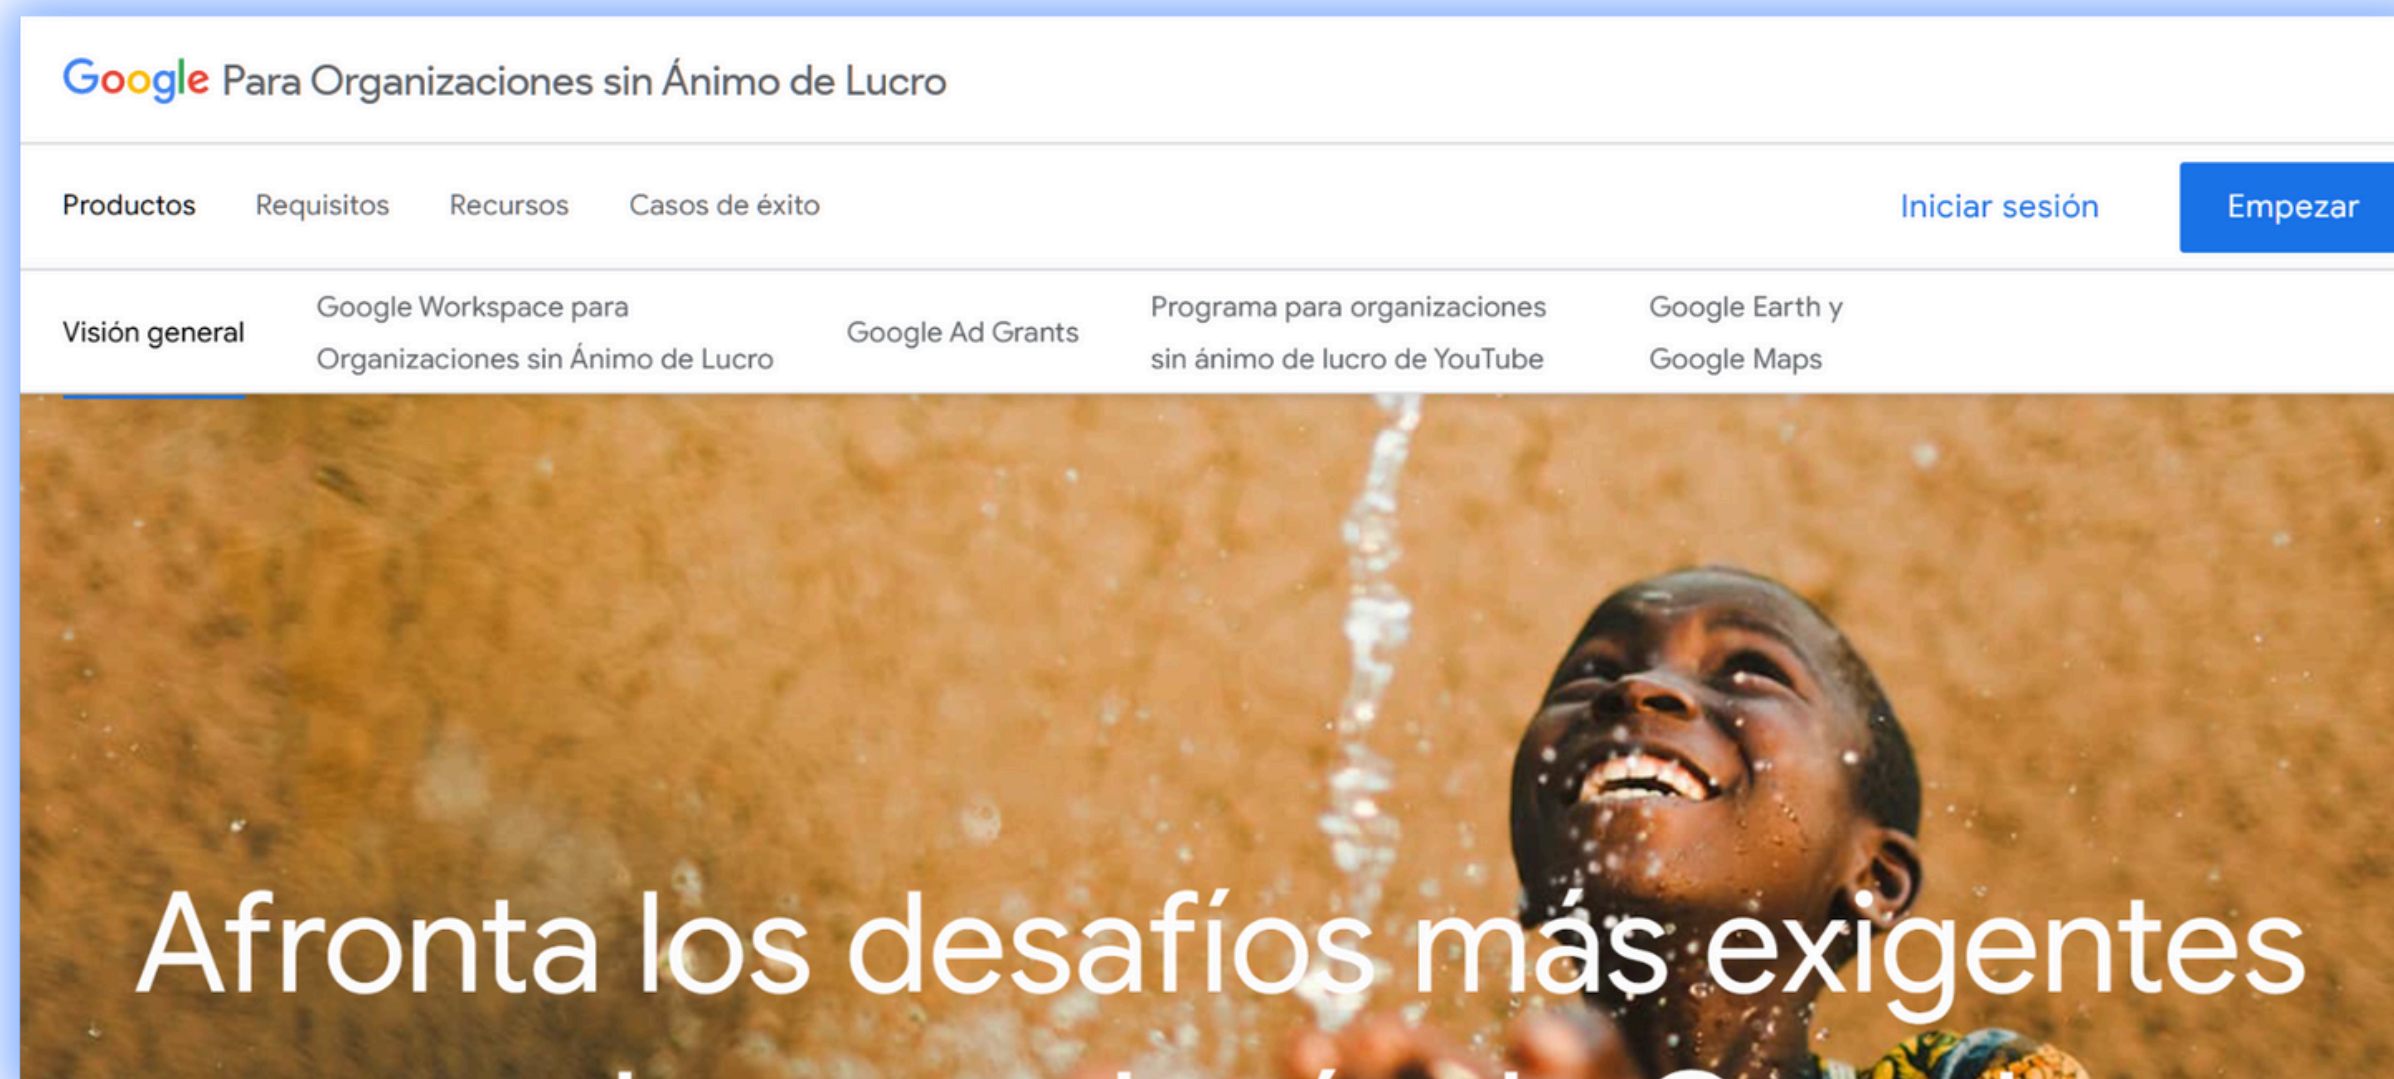 Google Para Organizaciones sin Ánimo de Lucro
Productos Requisitos Recursos Casos de éxito Iniciar sesión Empezar
Visión general
Google Workspace para
Organizaciones sin Ánimo de Lucro
Google Ad Grants
Programa para organizaciones
sin ánimo de lucro de YouTube
Google Earth y
Google Maps
Afronta los desafíos más exigentes